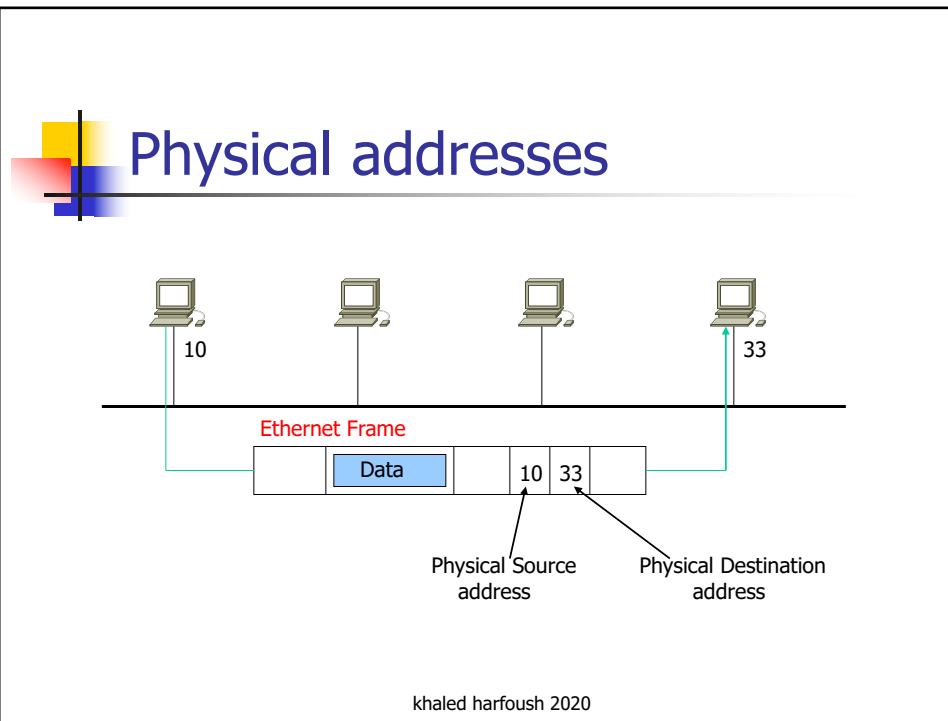 Physical addresses
10
33
Ethernet Frame
Data
10
33
Physical Source
address
Physical Destination
address
khaled harfoush 2020